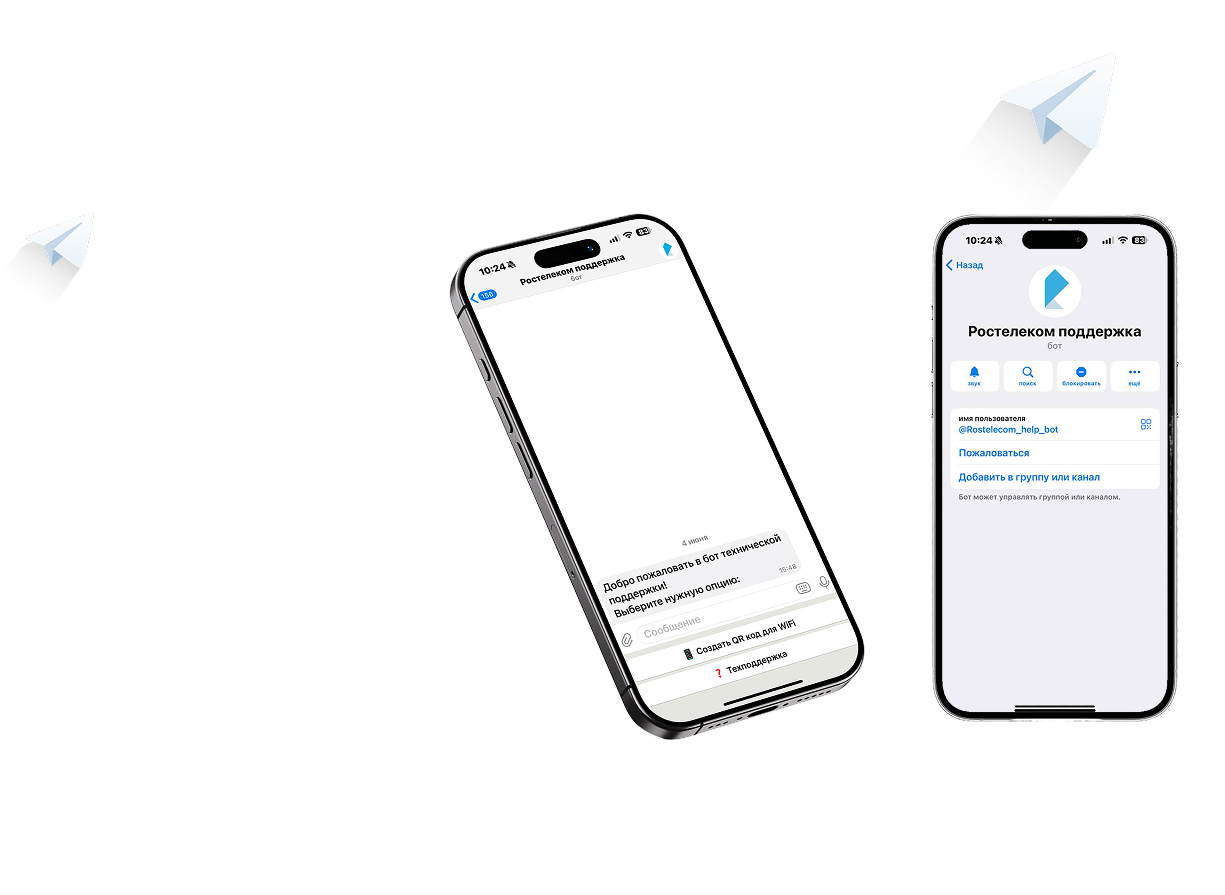 10:24
83
Ростелеком поддержка
бот
156
4 июня
Добро пожаловать в бот технической
поддержки!
Выберите нужную опцию:
15:48
Сообщение
Создать QR код для WiFi
❓ Техподдержка
10:24
83
Назад
Ростелеком поддержка
бот
звук
поиск
блокировать
ещё
имя пользователя
@Rostelecom_help_bot
Пожаловаться
Добавить в группу или канал
Бот может управлять группой или каналом.